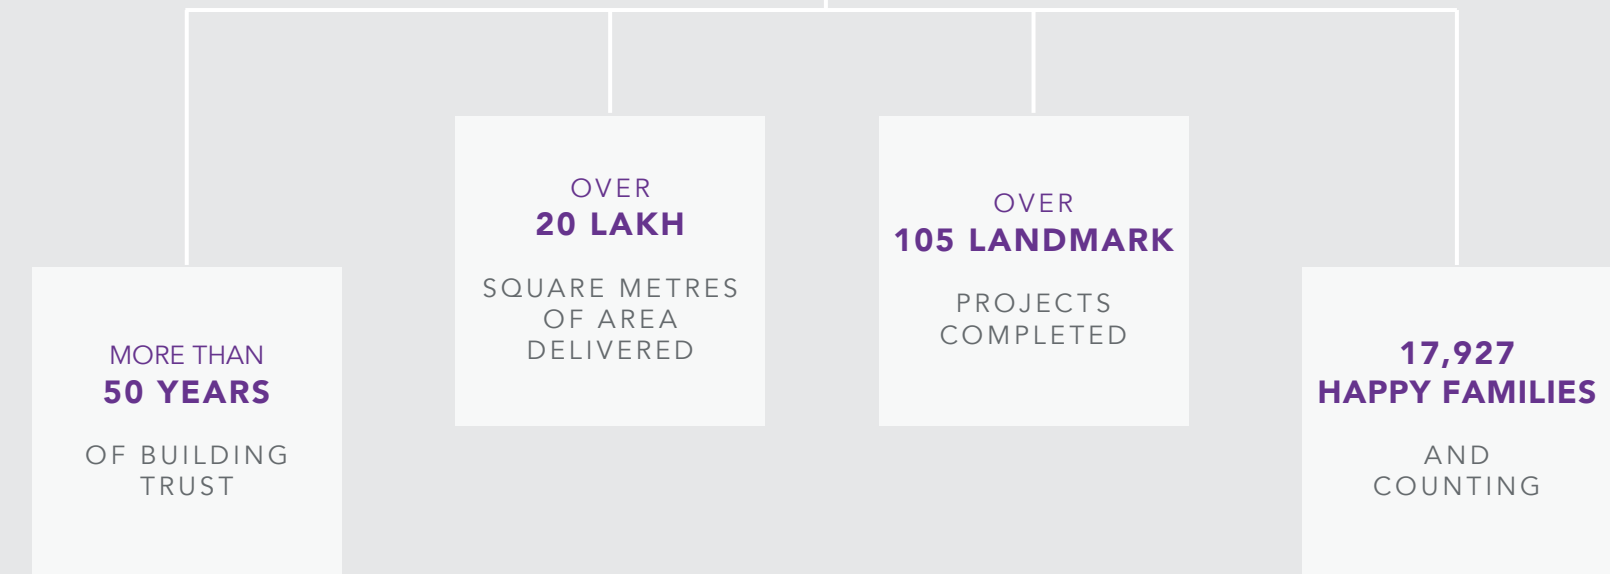 MORE THAN
50 YEARS
OF BUILDING
TRUST
OVER
20 LAKH
SQUARE METRES
OF AREA
DELIVERED
OVER
105 LANDMARK
PROJECTS
COMPLETED
17,927
HAPPY FAMILIES
AND
COUNTING